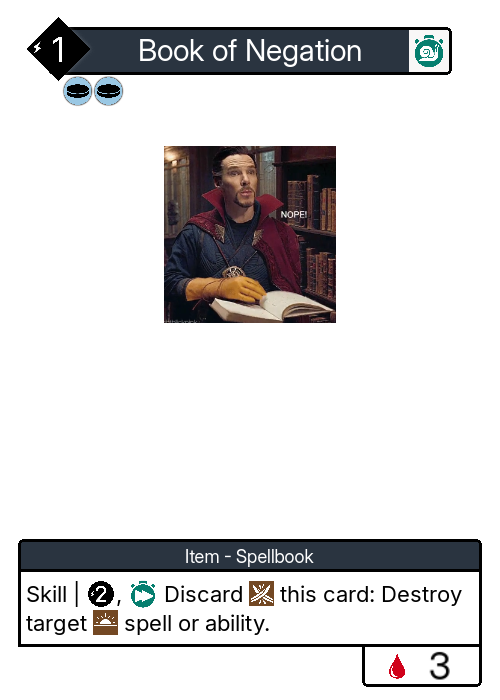 1
Book of Negation
NOPE!
Item - Spellbook
Skill | 2, Discard this card: Destroy
target spell or ability.
3